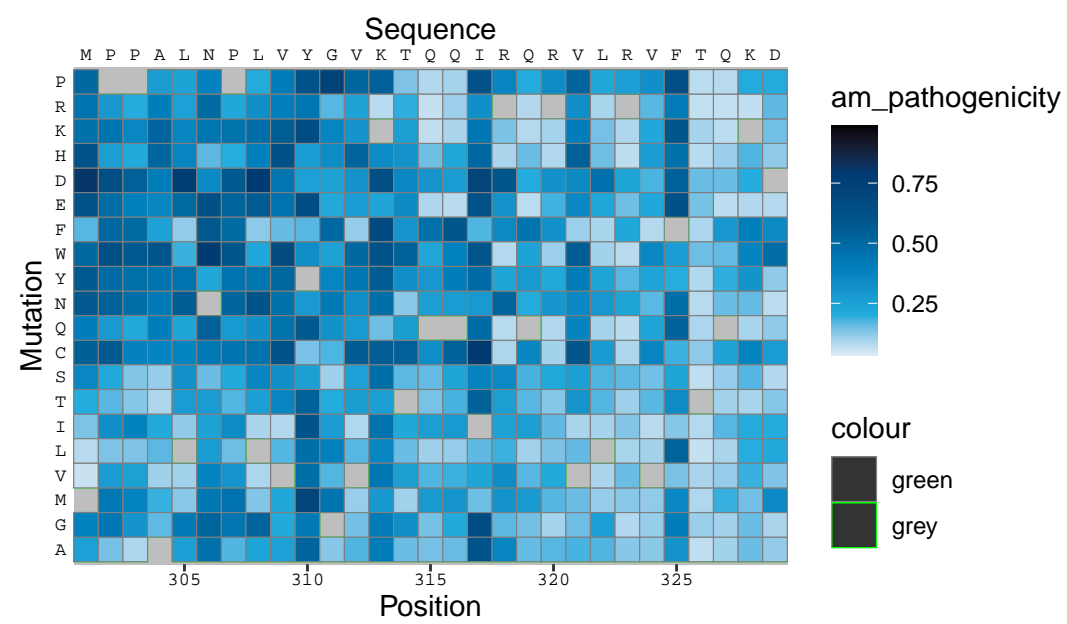 Sequence
M P P A L N P L V Y G V K T Q Q I R Q R V L R V F T Q K D
P
R
K
H
D
E
F
W
Y
N
Q
C
S
T
I
L
V
M
G
A
Mutation
305 310 315 320 325
Position
am_pathogenicity
0.75
0.50
0.25
colour
green
grey